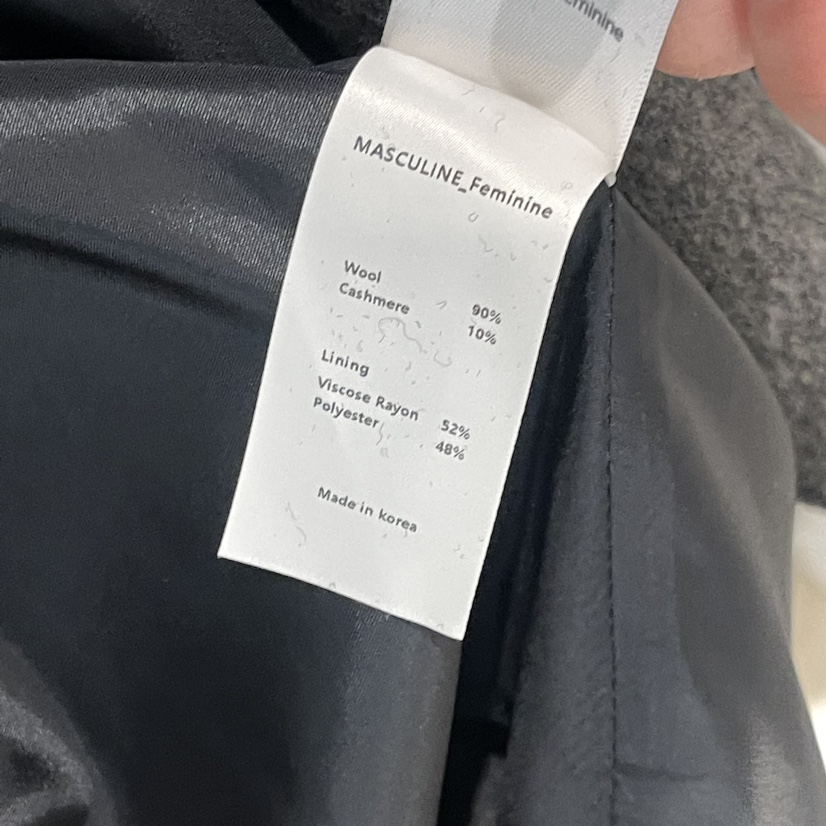 MASCULINE_Feminine
Wool 90%
Cashmere 10%
Lining
Viscose Rayon 52%
Polyester 48%
Made in korea